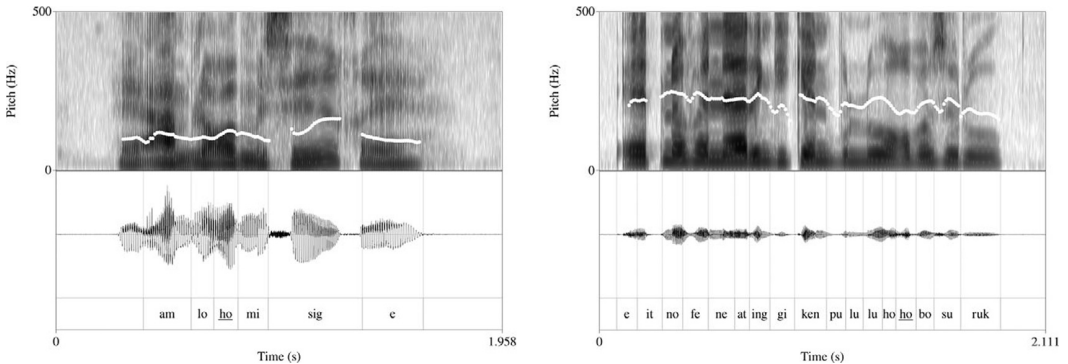 500
Pitch (Hz)
0
am lo ho mi sig e
0 1.958
Time (s)
500
Pitch (Hz)
0
e it no fe ne at ing gi ken pu lu lu ho ho bo su ruk
0 2.111
Time (s)